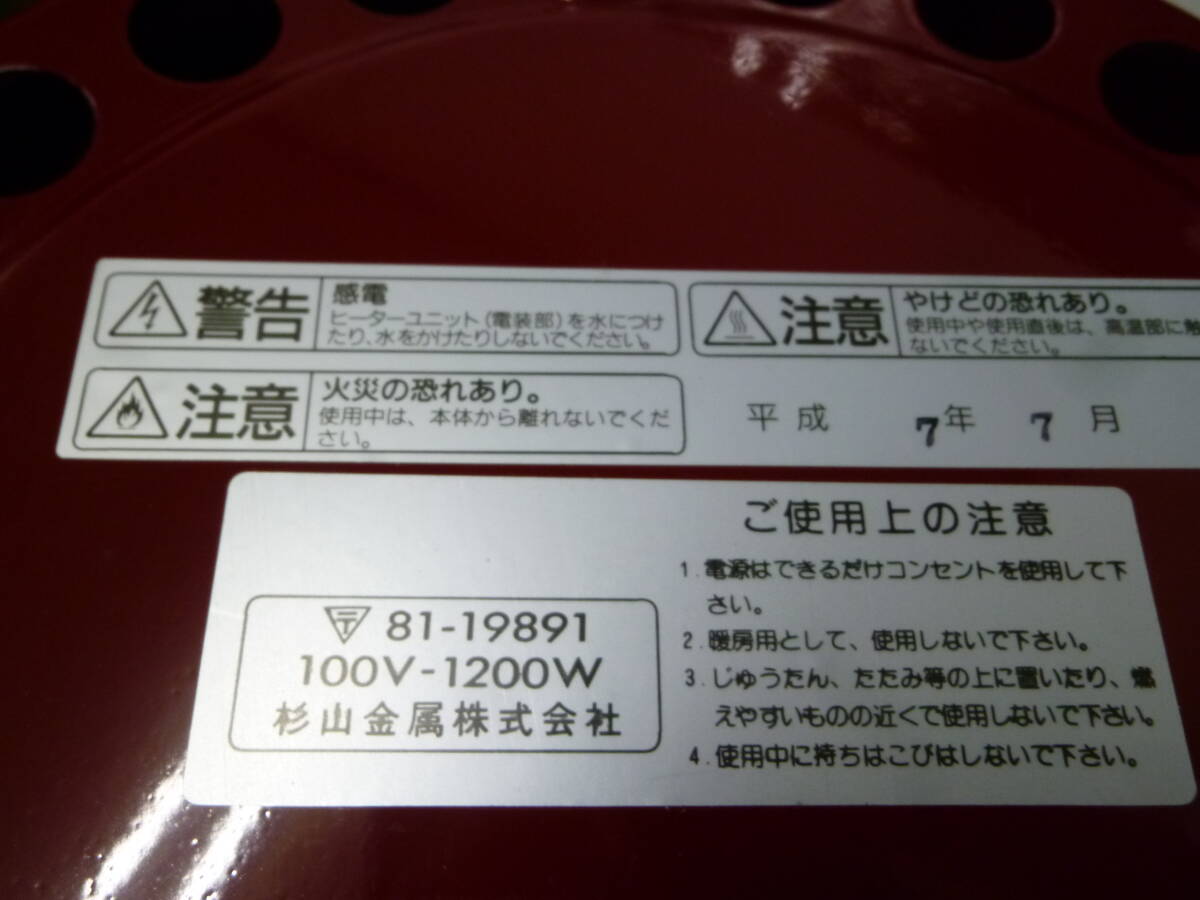 警告
感電
ヒーターユニット(電装部)を水につけ
たり、水をかけたりしないでください。
注意
やけどの恐れあり。
使用中や使用直後は、高温部に触
ないでください。
注意
火災の恐れあり。
使用中は、本体から離れないでくだ
さい。
平成 7年 7月
ご使用上の注意
1.電源はできるだけコンセントを使用して下
さい。
2.暖房用として、使用しないで下さい。
3.じゅうたん、たたみ等の上に置いたり、燃
えやすいものの近くで使用しないで下さい。
4.使用中に持ちはこびはしないで下さい。
〒 81-19891
100V-1200W
杉山金属株式会社